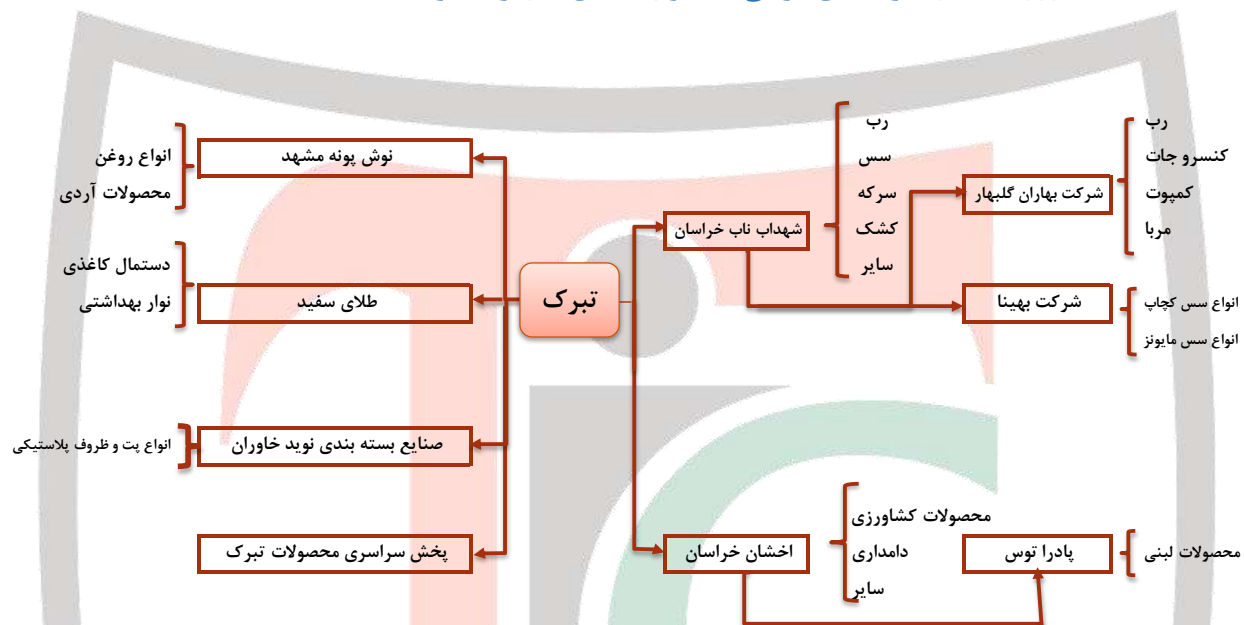 رب
کنسرو جات
کمپوت
مربا
شرکت بهاران گلبهار
رب
سس
سرکه
کشک
سایر
شهداب ناب خراسان
شرکت بهینا
انواع سس کچاپ
انواع سس مایونز
تبرک
نوش پونه مشهد
انواع روغن
محصولات آردی
طلای سفید
دستمال کاغذی
نوار بهداشتی
صنایع بسته بندی نوید خاوران
انواع پت و ظروف پلاستیکی
پخش سراسری محصولات تبرک
اخشان خراسان
محصولات کشاورزی
دامداری
سایر
پادرا توس
محصولات لبنی